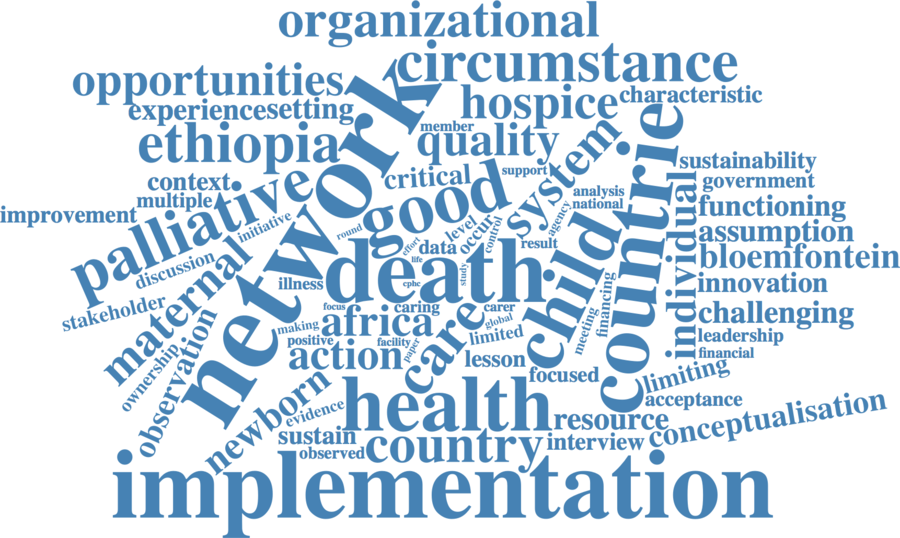 organizational
circumstance
opportunities
network
hospice
characteristic
experience
setting
member
quality
countrie
ethiopia
system
support
sustainability
context
critical
government
palliative
good
analysis
multiple
national
individual
functioning
improvement
initiative
round
level
occur
control
agency
assumption
effort
data
result
child
bloemfontein
discussion
life
death
study
maternal
illness
cphc
financing
innovation
stakeholder
focus
caring
carer
challenging
making
africa
care
global
limited
meeting
leadership
positive
facility
paper
financial
ownership
observation
action
lesson
focused
limiting
newborn
evidence
health
resource
acceptance
conceptualisation
sustain
observed
country
interview
implementation